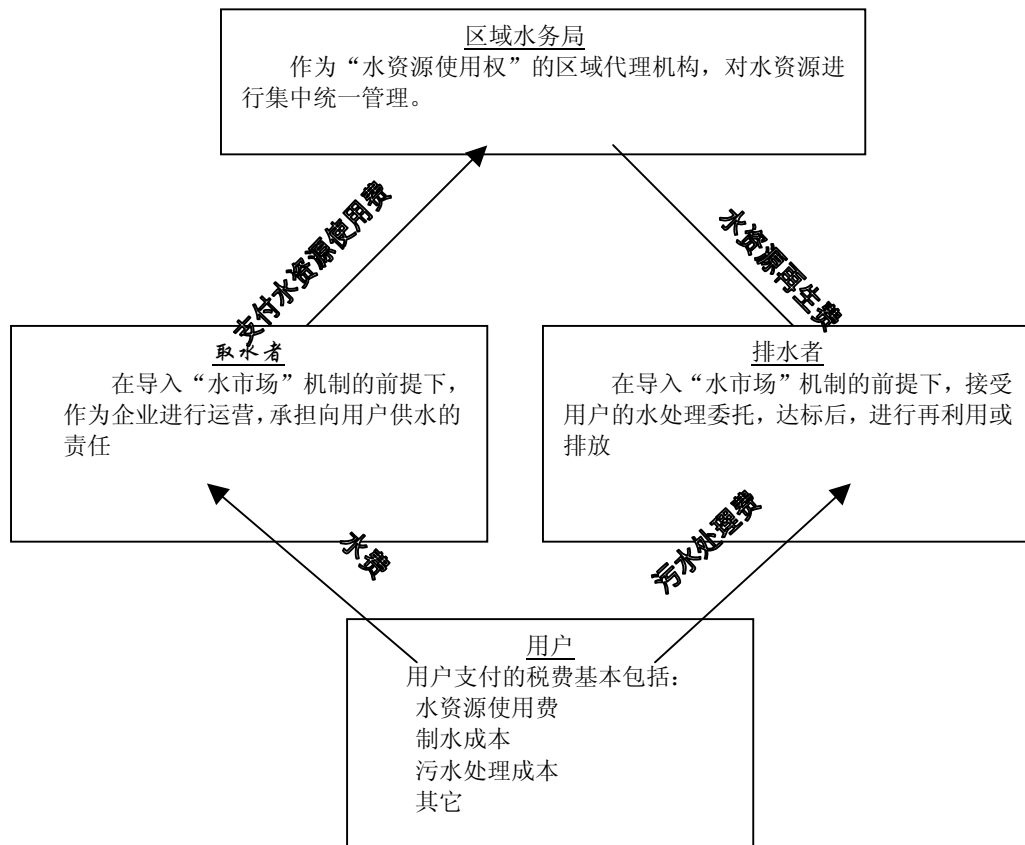 区域水务局
作为“水资源使用权”的区域代理机构，对水资源进
行集中统一管理。
支付水资源使用费
水资源再生费
取水者
在导入“水市场”机制的前提下，
作为企业进行运营，承担向用户供水的
责任
排水者
在导入“水市场”机制的前提下，接受
用户的水处理委托，达标后，进行再利用或
排放
水费
污水处理费
用户
用户支付的税费基本包括：
水资源使用费
制水成本
污水处理成本
其它